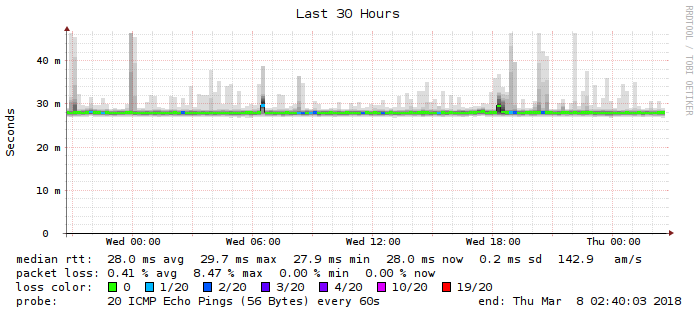 Last 30 Hours
RRDTOOL / TOBI OETIKER
Seconds
40 m
30 m
20 m
10 m
0
Wed 00:00 Wed 06:00 Wed 12:00 Wed 18:00 Thu 00:00
median rtt: 28.0 ms avg 29.7 ms max 27.9 ms min 28.0 ms now 0.2 ms sd 142.9 am/s
packet loss: 0.41 % avg 8.47 % max 0.00 % min 0.00 % now
loss color: 0 1/20 2/20 3/20 4/20 10/20 19/20
probe: 20 ICMP Echo Pings (56 Bytes) every 60s end: Thu Mar 8 02:40:03 2018